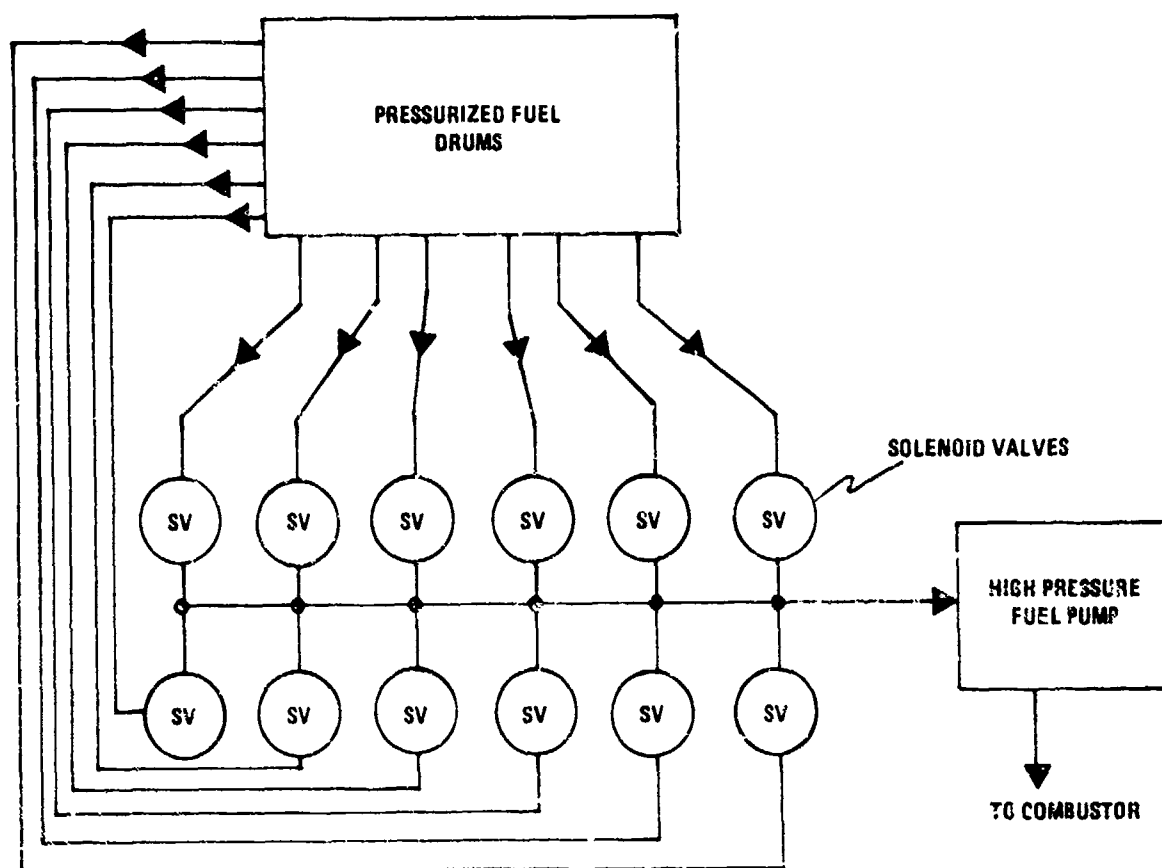 PRESSURIZED FUEL
DRUMS
SOLENOID VALVES
SV SV SV SV SV SV
HIGH PRESSURE
FUEL PUMP
SV SV SV SV SV SV
TO COMBUSTOR